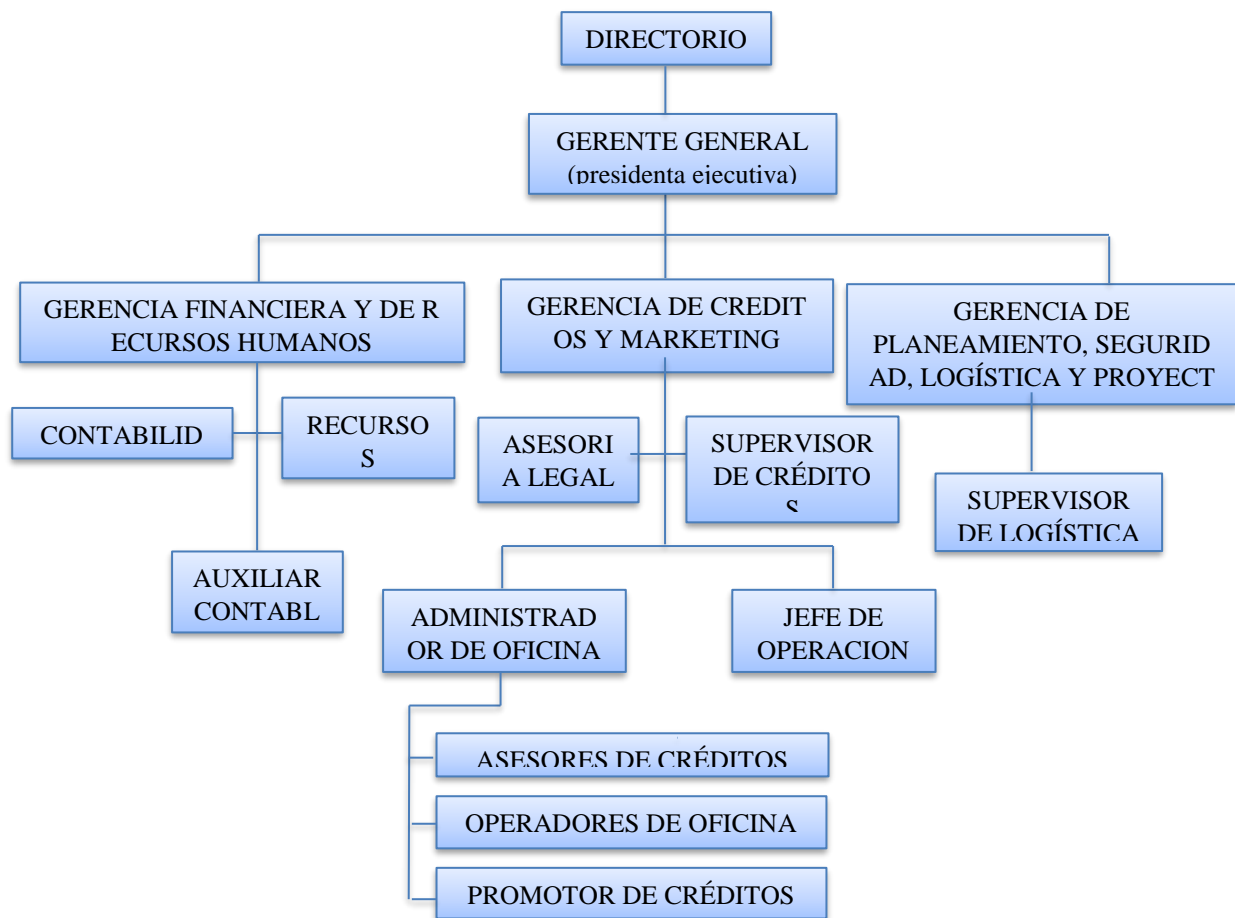 DIRECTORIO
GERENTE GENERAL
(presidenta ejecutiva)
GERENCIA FINANCIERA Y DE R
ECURSOS HUMANOS
GERENCIA DE CREDIT
OS Y MARKETING
GERENCIA DE
PLANEAMIENTO, SEGURID
AD, LOGÍSTICA Y PROYECT
CONTABILID
RECURSO
S
ASESORI
A LEGAL
SUPERVISOR
DE CRÉDITO
S
SUPERVISOR
DE LOGÍSTICA
AUXILIAR
CONTABL
ADMINISTRAD
OR DE OFICINA
JEFE DE
OPERACION
ASESORES DE CRÉDITOS
OPERADORES DE OFICINA
PROMOTOR DE CRÉDITOS